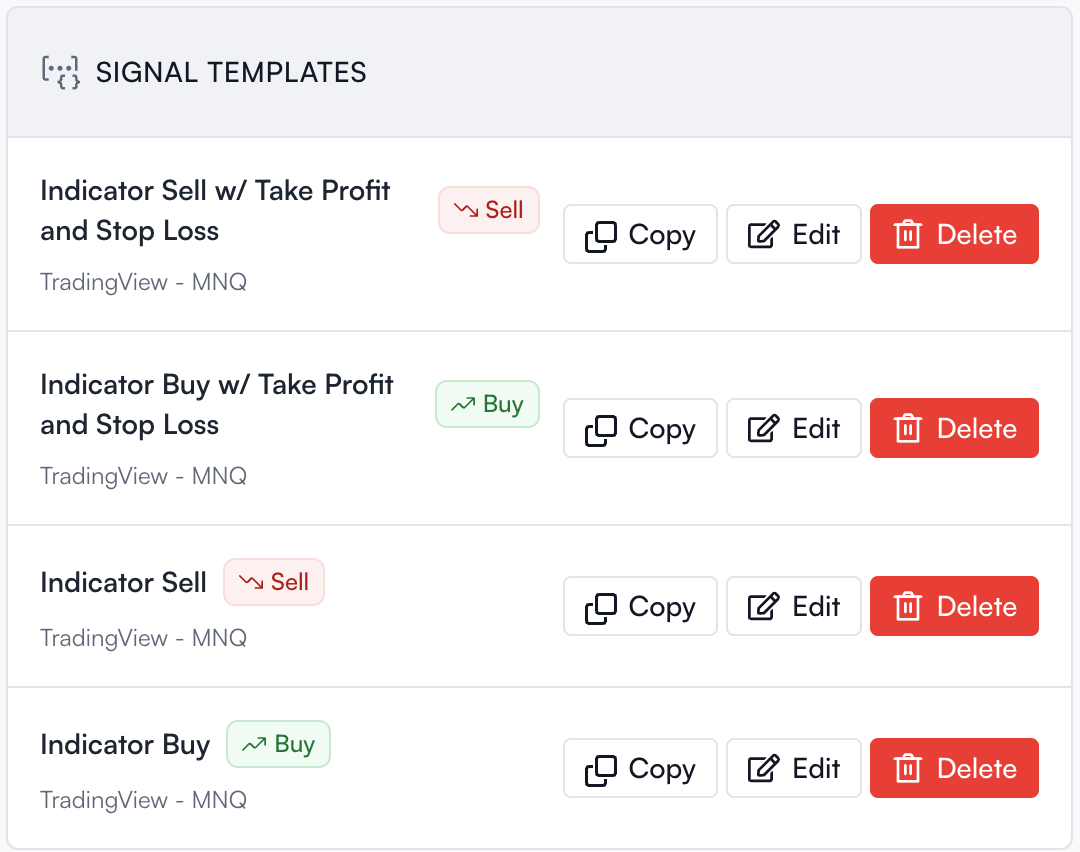 SIGNAL TEMPLATES
Indicator Sell w/ Take Profit
and Stop Loss
Sell
TradingView - MNQ
Copy
Edit
Delete
Indicator Buy w/ Take Profit
and Stop Loss
Buy
TradingView - MNQ
Copy
Edit
Delete
Indicator Sell
Sell
TradingView - MNQ
Copy
Edit
Delete
Indicator Buy
Buy
TradingView - MNQ
Copy
Edit
Delete